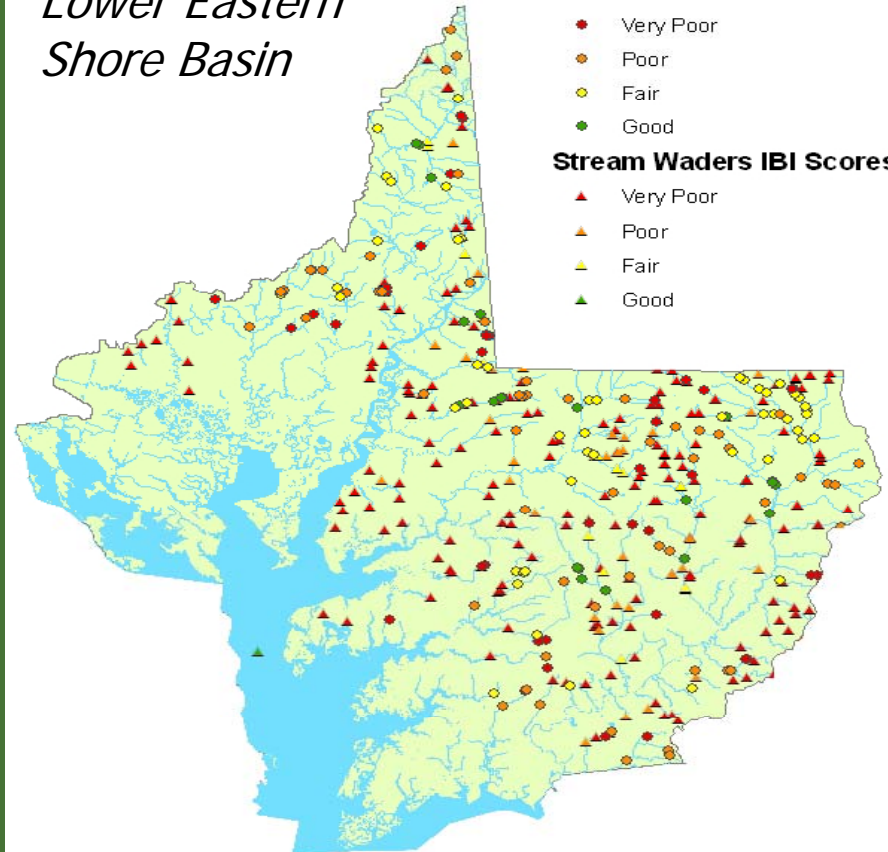 Lower Eastern
Shore Basin
Very Poor
Poor
Fair
Good
Stream Waders IBI Scores
Very Poor
Poor
Fair
Good